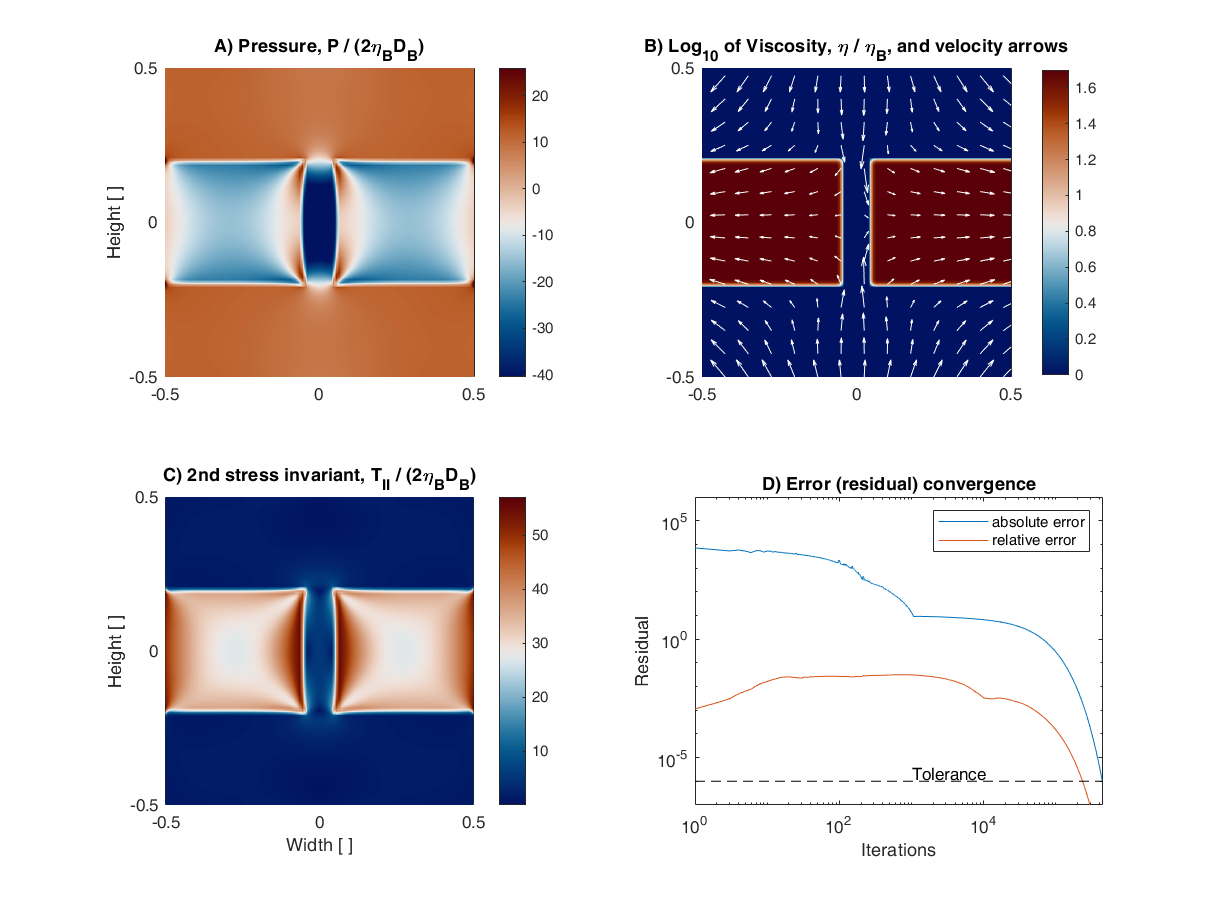 A) Pressure, P / (2η_B D_B)
0.5
0
-0.5
Height [ ]
-0.5 0 0.5
20
10
0
-10
-20
-30
-40
B) Log_10 of Viscosity, η / η_B, and velocity arrows
0.5
0
-0.5
-0.5 0 0.5
1.6
1.4
1.2
1
0.8
0.6
0.4
0.2
0
C) 2nd stress invariant, T_II / (2η_B D_B)
0.5
0
-0.5
Height [ ]
-0.5 0 0.5
Width [ ]
50
40
30
20
10
D) Error (residual) convergence
absolute error
relative error
10^5
10^0
10^-5
Residual
Tolerance
10^0 10^2 10^4
Iterations